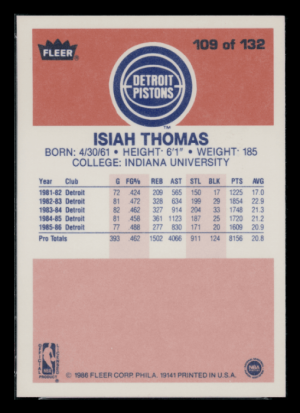 FLEER
109 of 132
DETROIT
PISTONS
TM
ISIAH THOMAS
BORN: 4/30/61 • HEIGHT: 6'1" • WEIGHT: 185
COLLEGE: INDIANA UNIVERSITY
Year Club G FG% REB AST STL BLK PTS AVG
1981-82 Detroit 72 .424 209 565 150 17 1225 17.0
1982-83 Detroit 81 .472 328 634 199 29 1854 22.9
1983-84 Detroit 82 .462 327 914 204 33 1748 21.3
1984-85 Detroit 81 .458 361 1123 187 25 1720 21.2
1985-86 Detroit 77 .488 277 830 171 20 1609 20.9
Pro Totals 393 .462 1502 4066 911 124 8156 20.8
© 1986 FLEER CORP. PHILA. 19141 PRINTED IN U.S.A.